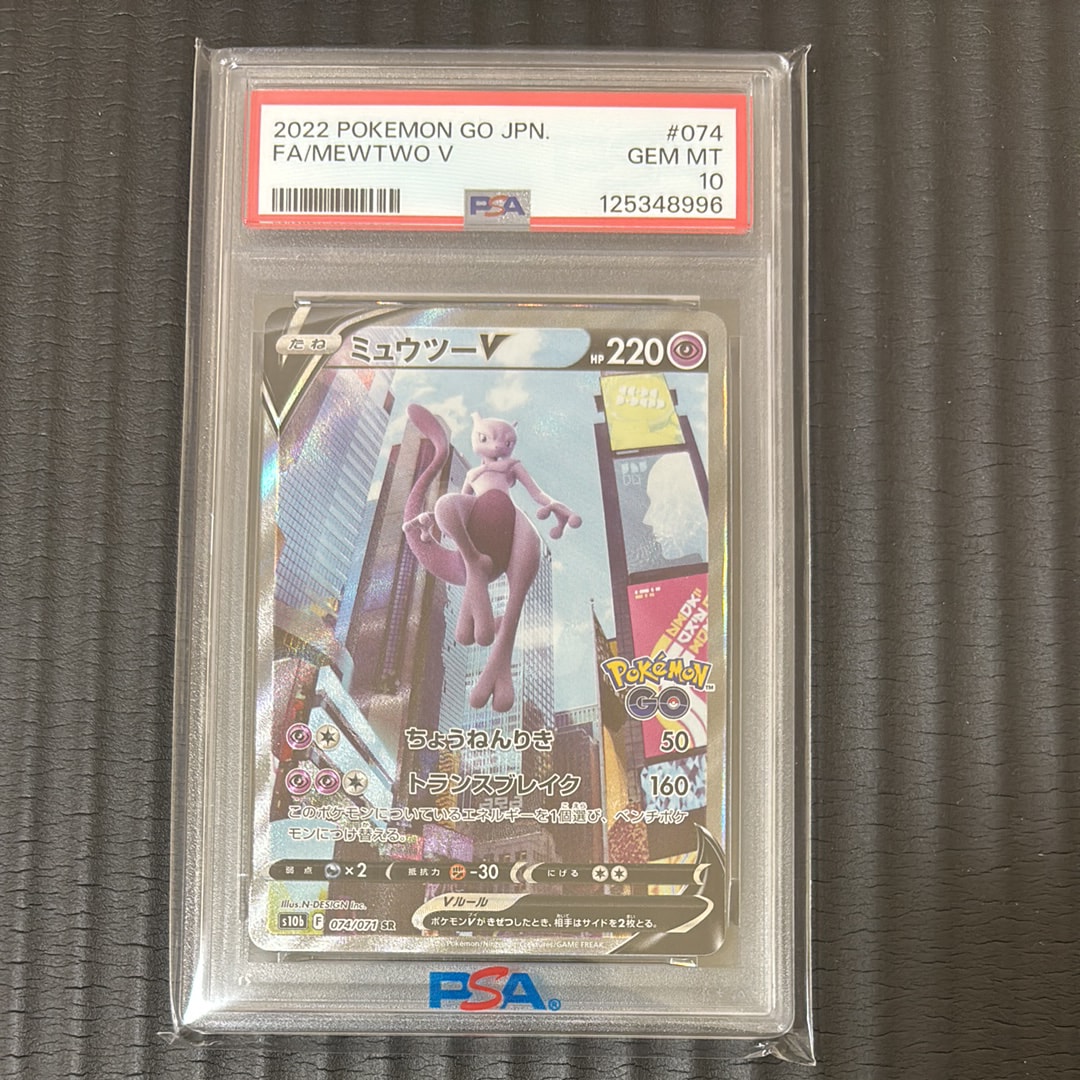 2022 POKEMON GO JPN. #074
FA/MEWTWO V GEM MT
10
PSA 125348996
たね ミュウツーV HP 220
Pokémon GO
ちょうねんりき 50
トランスブレイク 160
このポケモンについているエネルギーを1個選び、ベンチポケ
モンにつけ替える。
弱点 ×2 抵抗力 -30 にげる
Illus. N-DESIGN Inc.
Vルール
s10b F 074/071 SR ポケモンVがきぜつしたとき、相手はサイドを2枚とる。
PSA®